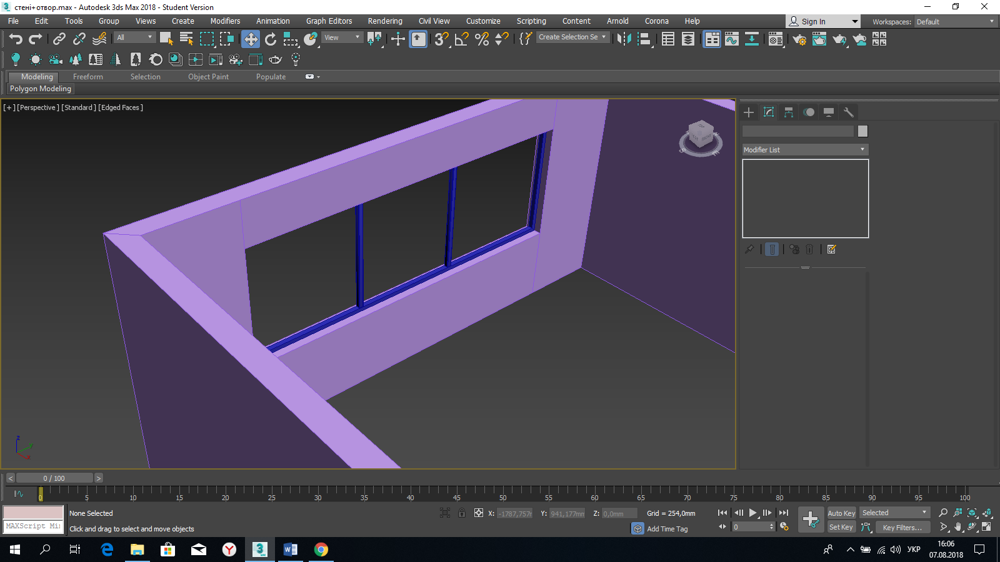 стені+отвор.max - Autodesk 3ds Max 2018 - Student Version
File Edit Tools Group Views Create Modifiers Animation Graph Editors Rendering Civil View Customize Scripting Content Arnold Corona Help
Sign In
Workspaces: Default
All
View
Create Selection Se
Modeling Freeform Selection Object Paint Populate
Polygon Modeling
[+] [Perspective] [Standard] [Edged Faces]
Modifier List
z
y
x
< 0 / 100 >
0 5 10 15 20 25 30 35 40 45 50 55 60 65 70 75 80 85 90 95 100
None Selected
X: -1787,757m Y: 941,177mm Z: 0,0mm Grid = 254,0mm
Auto Key Selected
MAXScript Mi
Click and drag to select and move objects
Add Time Tag
0
Set Key Key Filters...
УКР
16:06
07.08.2018